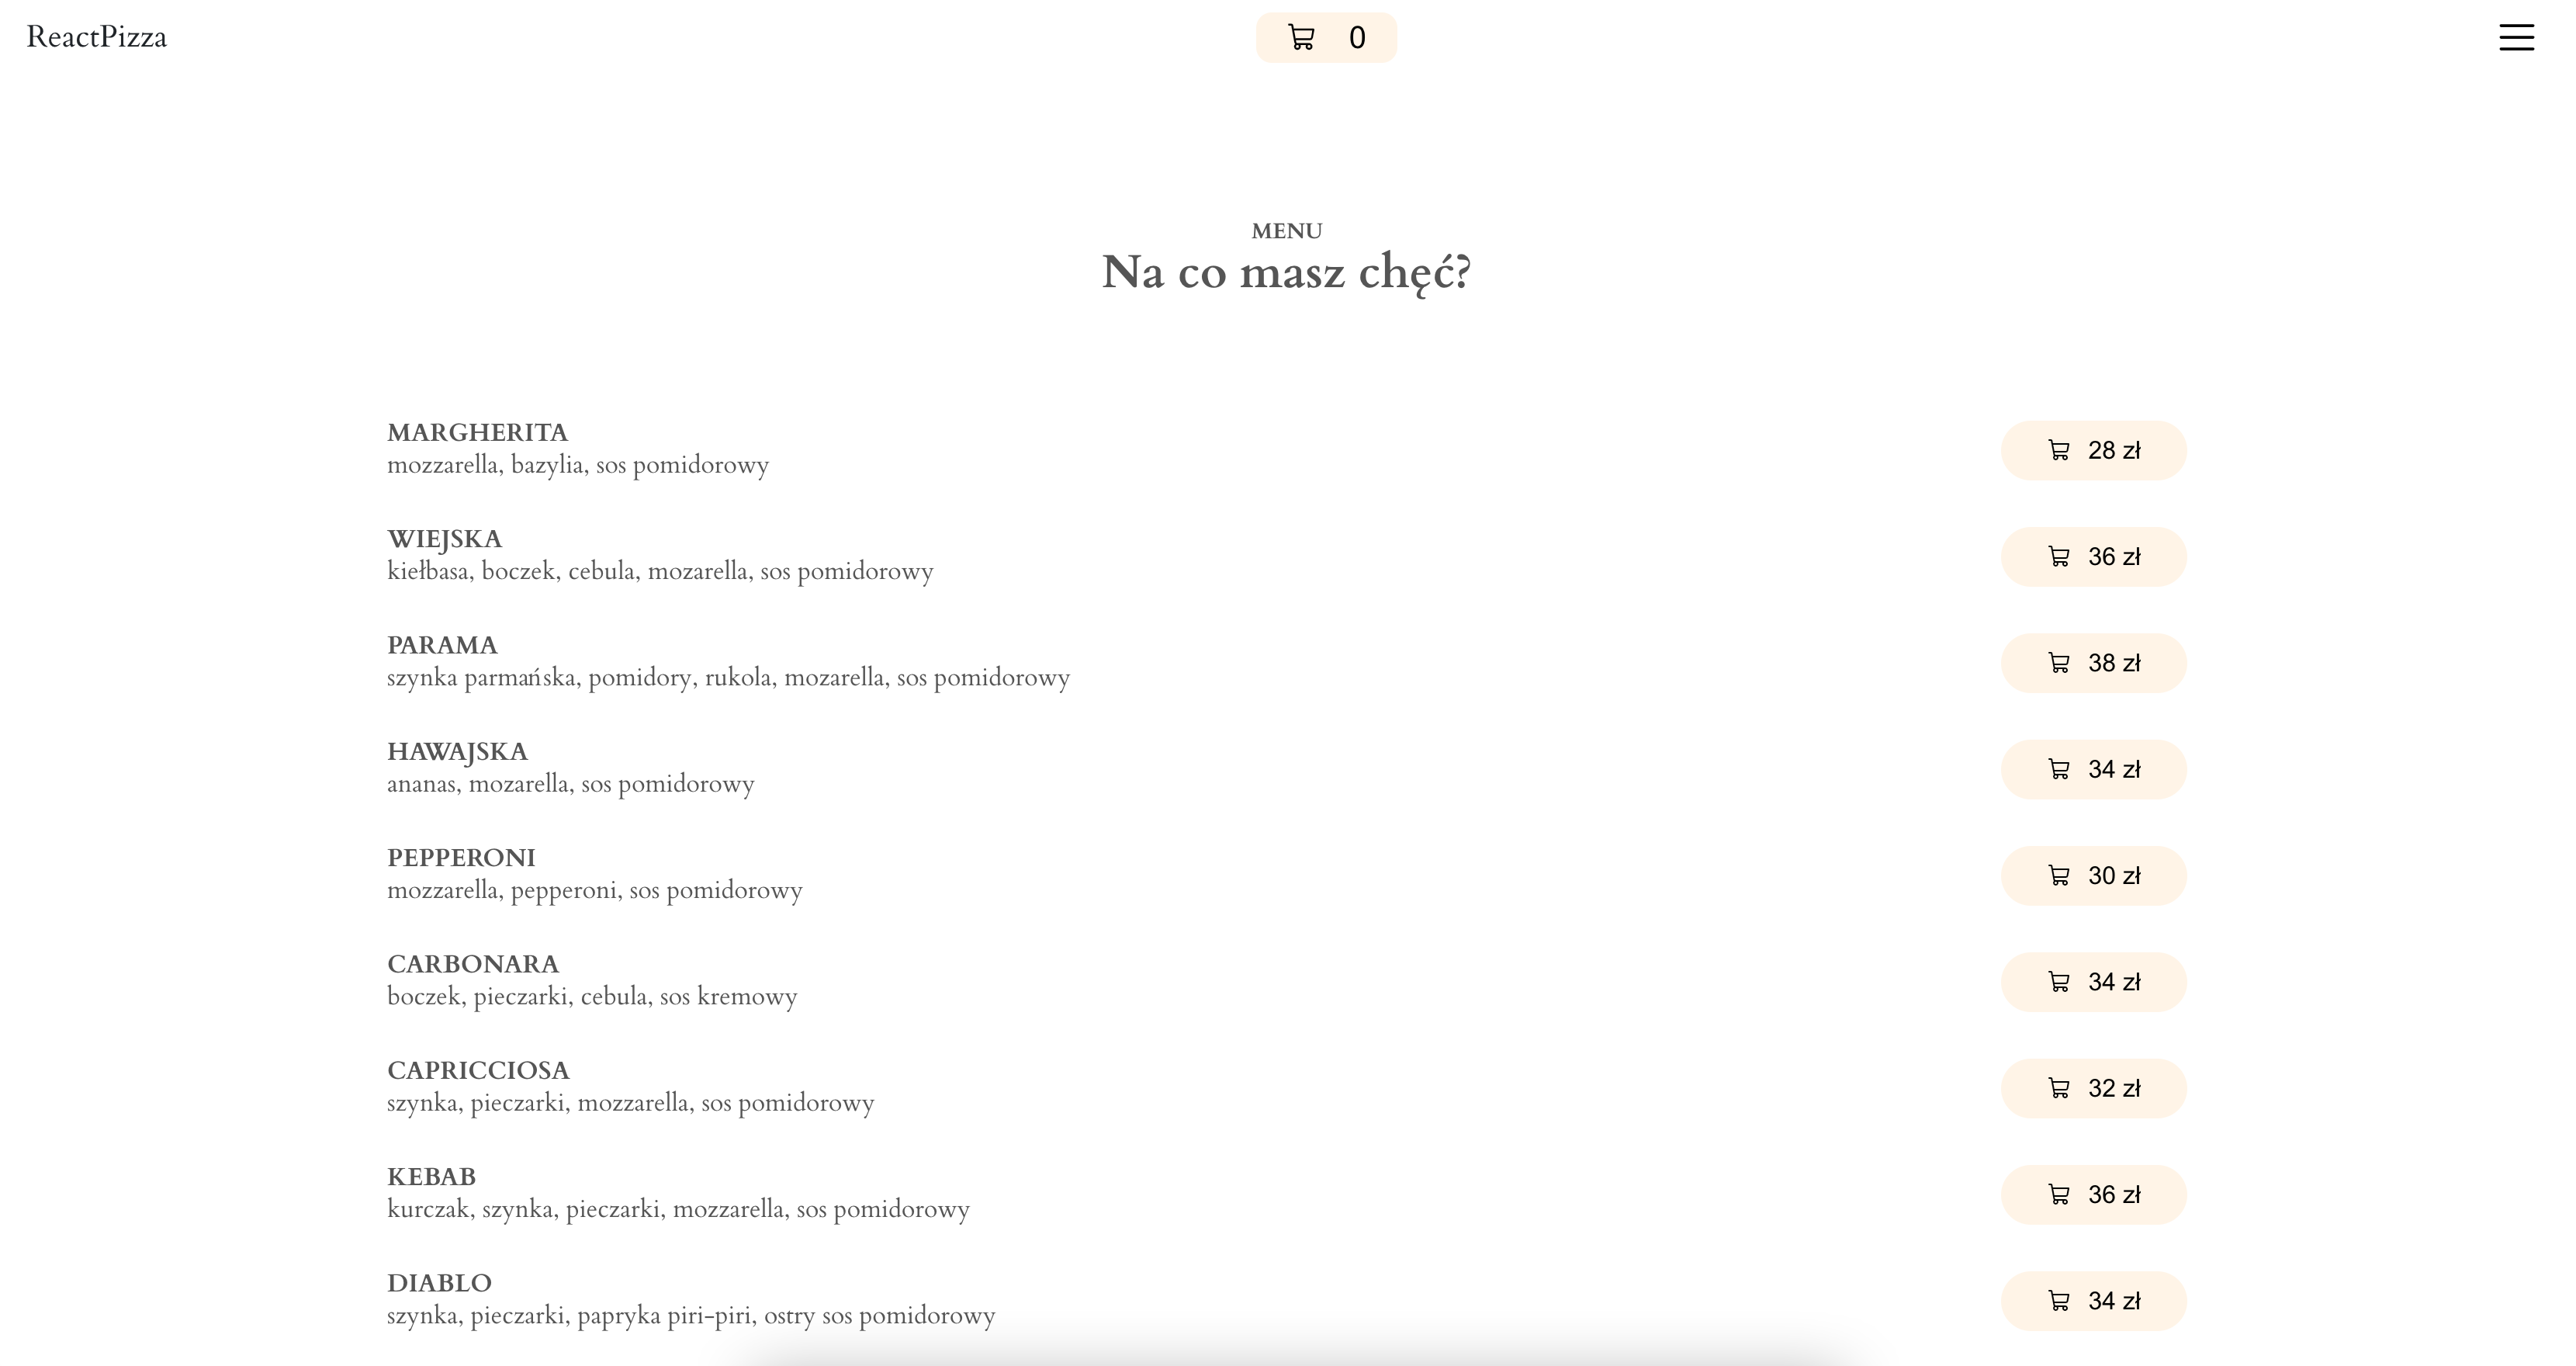 ReactPizza
0
MENU
Na co masz chęć?
MARGHERITA
mozzarella, bazylia, sos pomidorowy
28 zł
WIEJSKA
kiełbasa, boczek, cebula, mozarella, sos pomidorowy
36 zł
PARAMA
szynka parmańska, pomidory, rukola, mozarella, sos pomidorowy
38 zł
HAWAJSKA
ananas, mozarella, sos pomidorowy
34 zł
PEPPERONI
mozzarella, pepperoni, sos pomidorowy
30 zł
CARBONARA
boczek, pieczarki, cebula, sos kremowy
34 zł
CAPRICCIOSA
szynka, pieczarki, mozzarella, sos pomidorowy
32 zł
KEBAB
kurczak, szynka, pieczarki, mozzarella, sos pomidorowy
36 zł
DIABLO
szynka, pieczarki, papryka piri-piri, ostry sos pomidorowy
34 zł